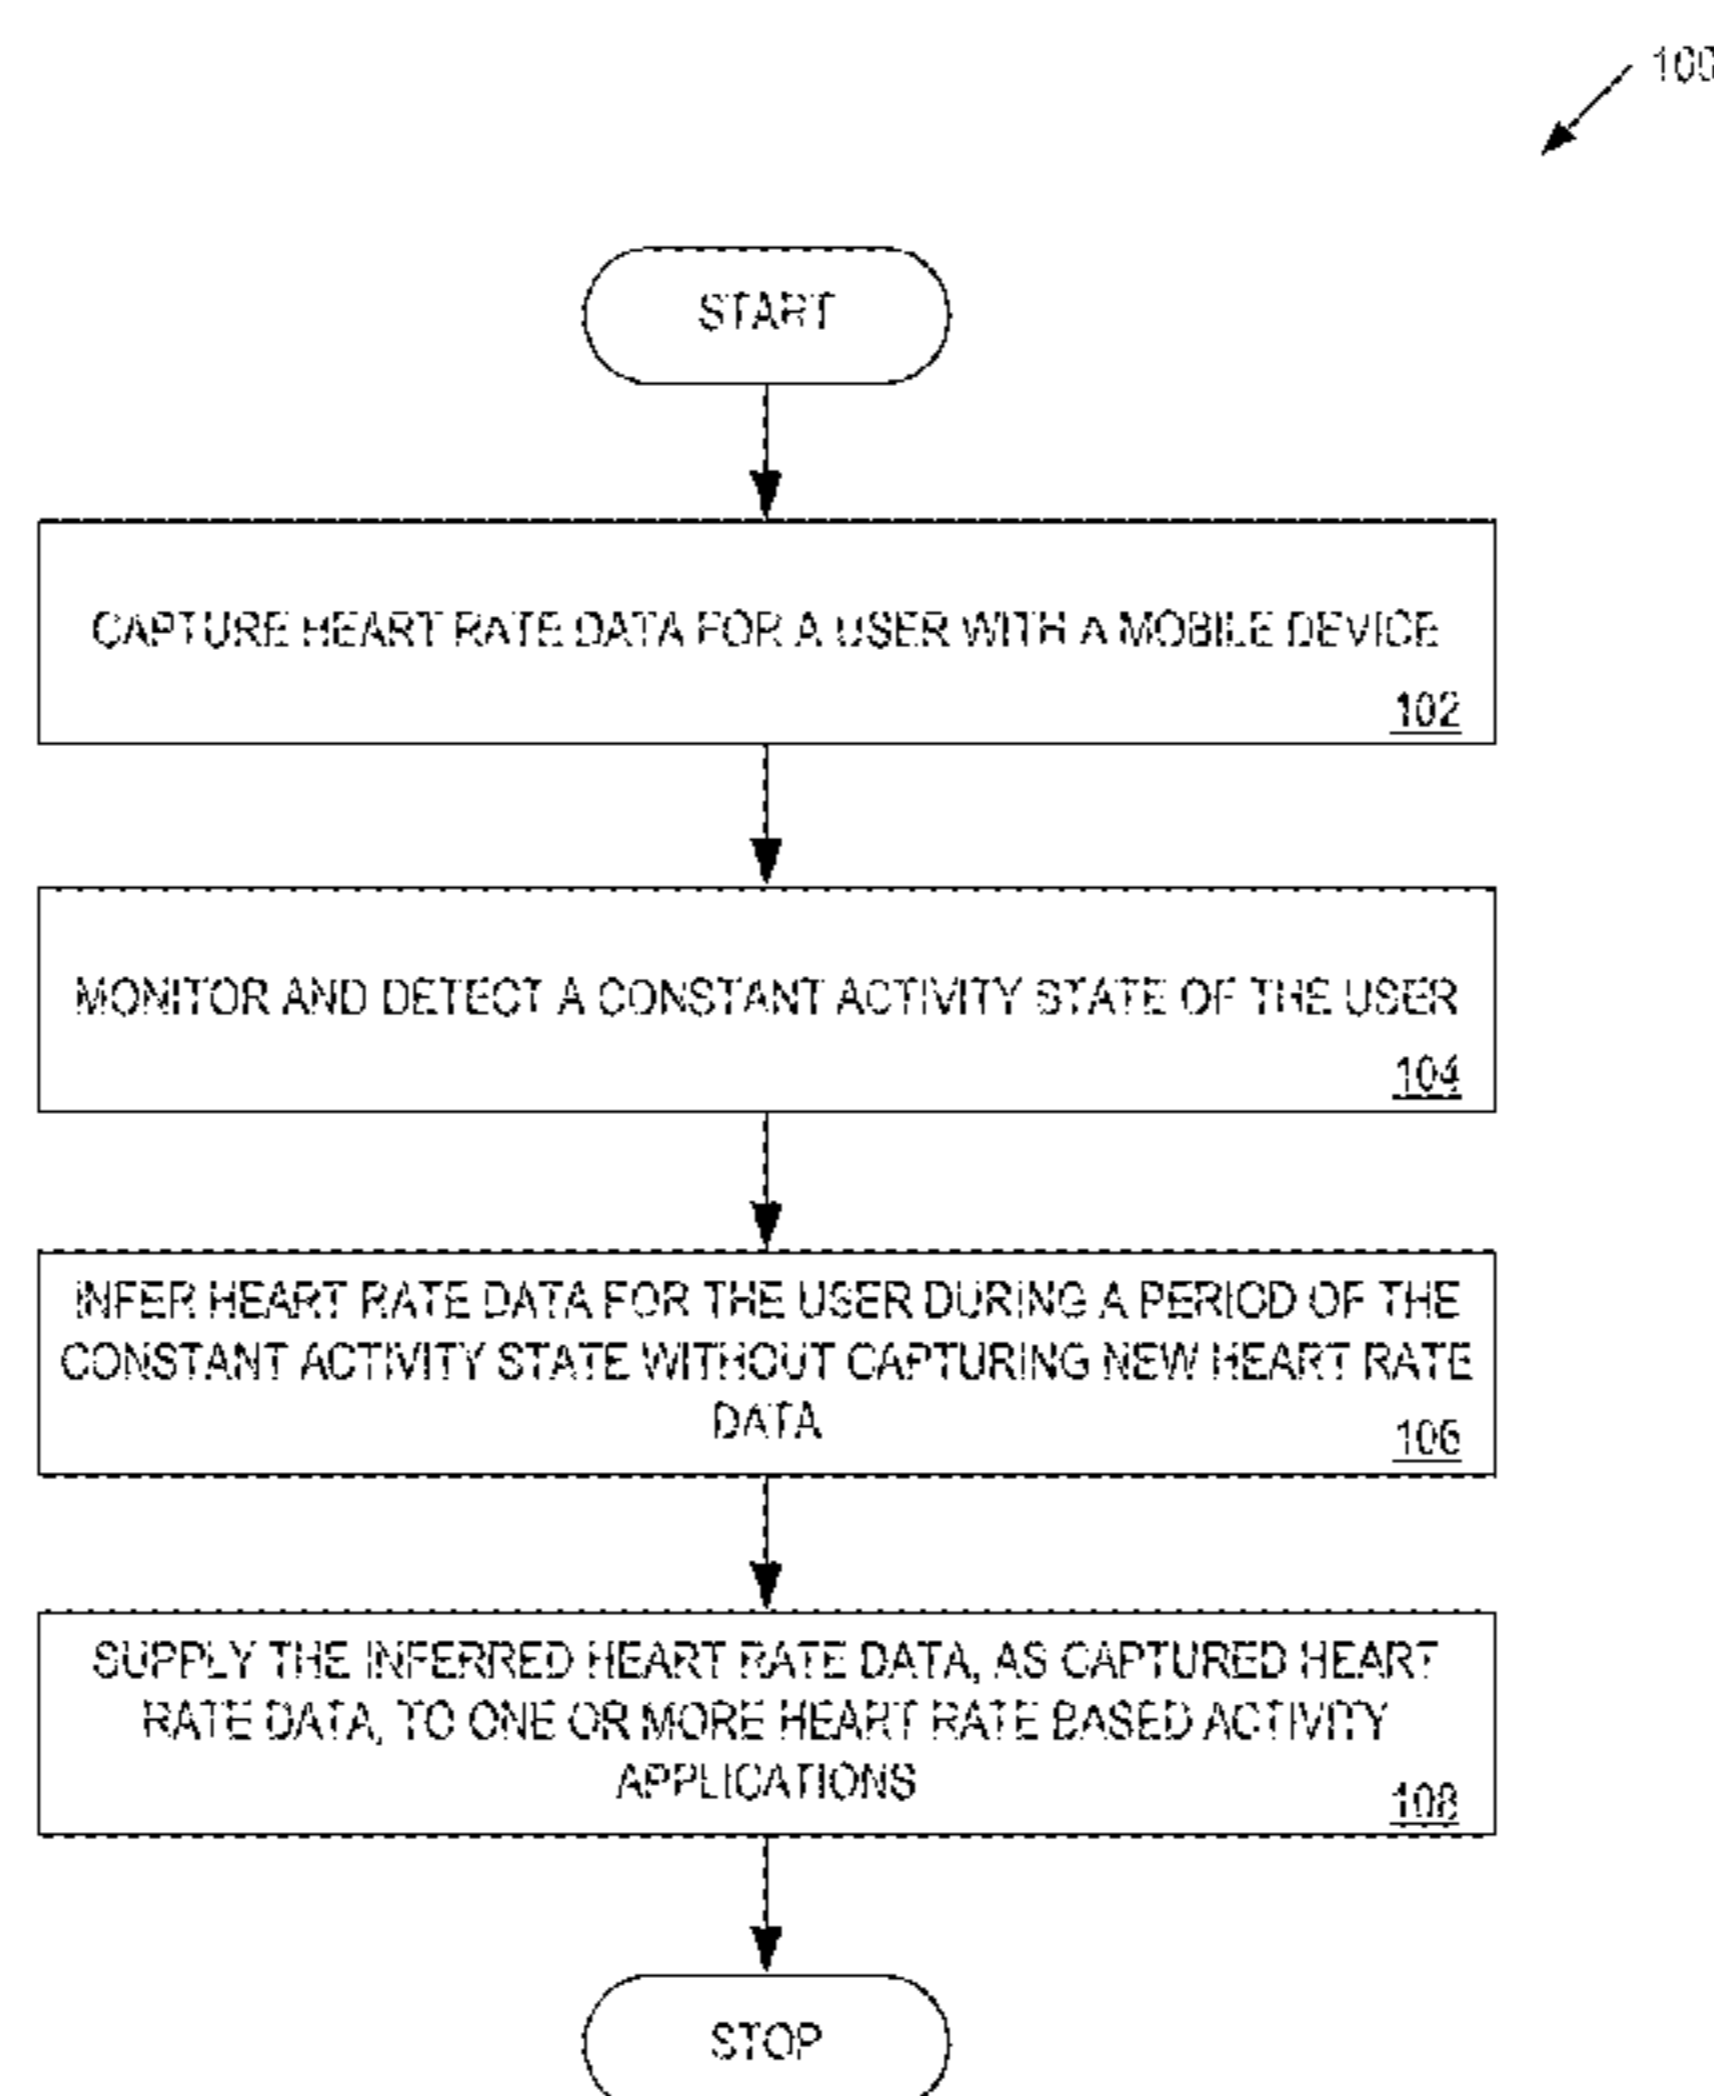 100
START
CAPTURE HEART RATE DATA FOR A USER WITH A MOBILE DEVICE
102
MONITOR AND DETECT A CONSTANT ACTIVITY STATE OF THE USER
104
INFER HEART RATE DATA FOR THE USER DURING A PERIOD OF THE
CONSTANT ACTIVITY STATE WITHOUT CAPTURING NEW HEART RATE
DATA
106
SUPPLY THE INFERRED HEART RATE DATA, AS CAPTURED HEART
RATE DATA, TO ONE OR MORE HEART RATE BASED ACTIVITY
APPLICATIONS
108
STOP